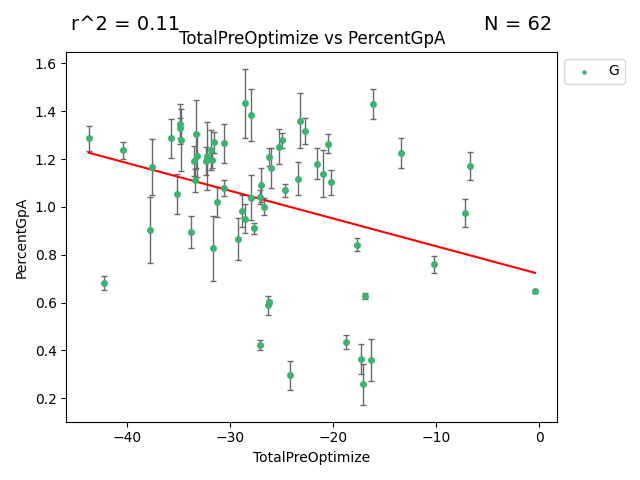 r^2 = 0.11
N = 62
TotalPreOptimize vs PercentGpA
G
1.6
1.4
1.2
1.0
0.8
0.6
0.4
0.2
PercentGpA
−40
−30
−20
−10
0
TotalPreOptimize